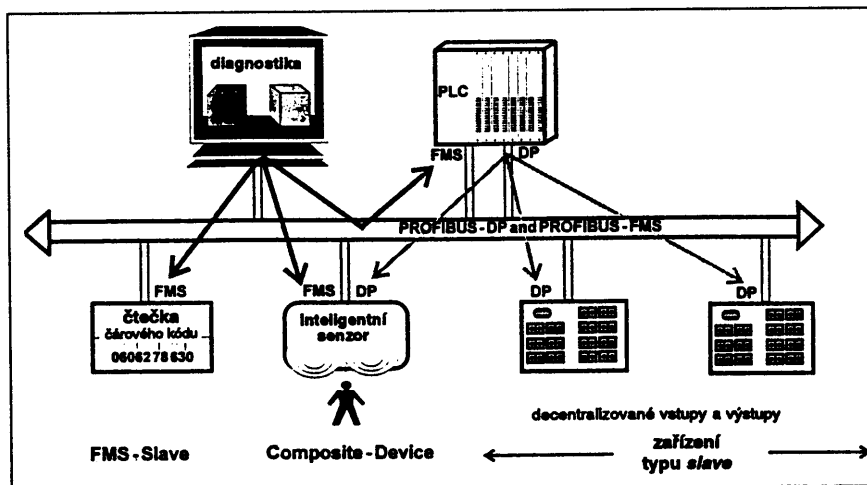 diagnostika
PLC
FMS
DP
PROFIBUS-DP and PROFIBUS-FMS
FMS
FMS
DP
DP
DP
čtečka
čárového kódu
0606278630
inteligentní
senzor
decentralizované vstupy a výstupy
FMS-Slave
Composite-Device
zařízení
typu slave